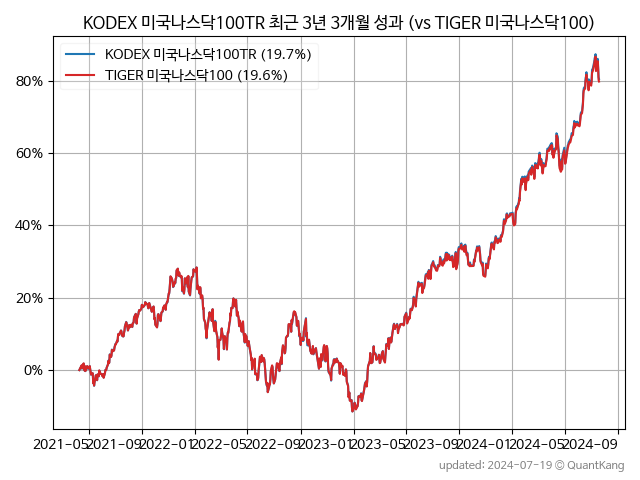 KODEX 미국나스닥100TR 최근 3년 3개월 성과 (vs TIGER 미국나스닥100)
KODEX 미국나스닥100TR (19.7%)
TIGER 미국나스닥100 (19.6%)
80%
60%
40%
20%
0%
2021-05 2021-09 2022-01 2022-05 2022-09 2023-01 2023-05 2023-09 2024-01 2024-05 2024-09
updated: 2024-07-19 © QuantKang